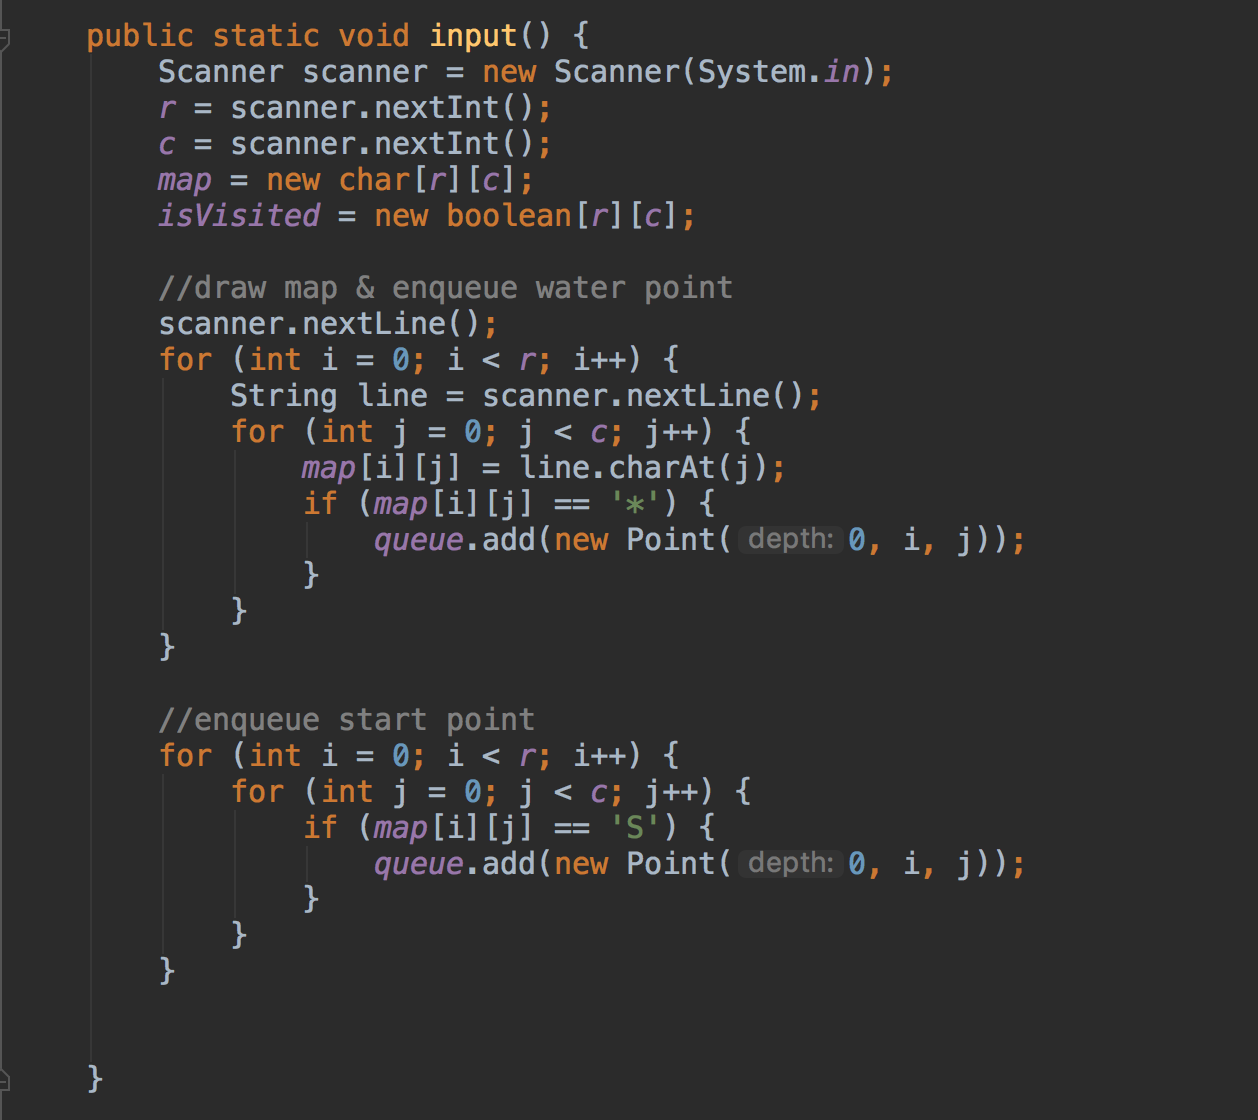 public static void input() {
    Scanner scanner = new Scanner(System.in);
    r = scanner.nextInt();
    c = scanner.nextInt();
    map = new char[r][c];
    isVisited = new boolean[r][c];

    //draw map & enqueue water point
    scanner.nextLine();
    for (int i = 0; i < r; i++) {
        String line = scanner.nextLine();
        for (int j = 0; j < c; j++) {
            map[i][j] = line.charAt(j);
            if (map[i][j] == '*') {
                queue.add(new Point( depth: 0, i, j));
            }
        }
    }

    //enqueue start point
    for (int i = 0; i < r; i++) {
        for (int j = 0; j < c; j++) {
            if (map[i][j] == 'S') {
                queue.add(new Point( depth: 0, i, j));
            }
        }
    }


}